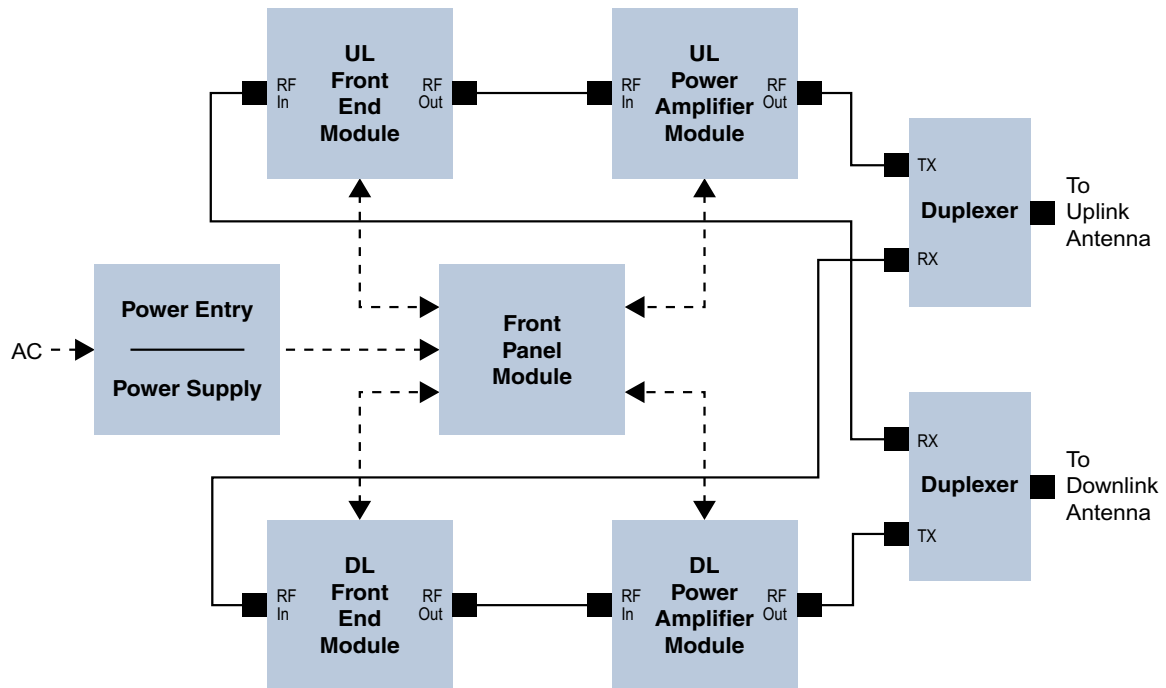 UL
Front
End
Module
RF
In
RF
Out
UL
Power
Amplifier
Module
RF
In
RF
Out
TX
Duplexer
RX
To
Uplink
Antenna
AC
Power Entry
Power Supply
Front
Panel
Module
RX
Duplexer
TX
To
Downlink
Antenna
DL
Front
End
Module
RF
In
RF
Out
DL
Power
Amplifier
Module
RF
In
RF
Out